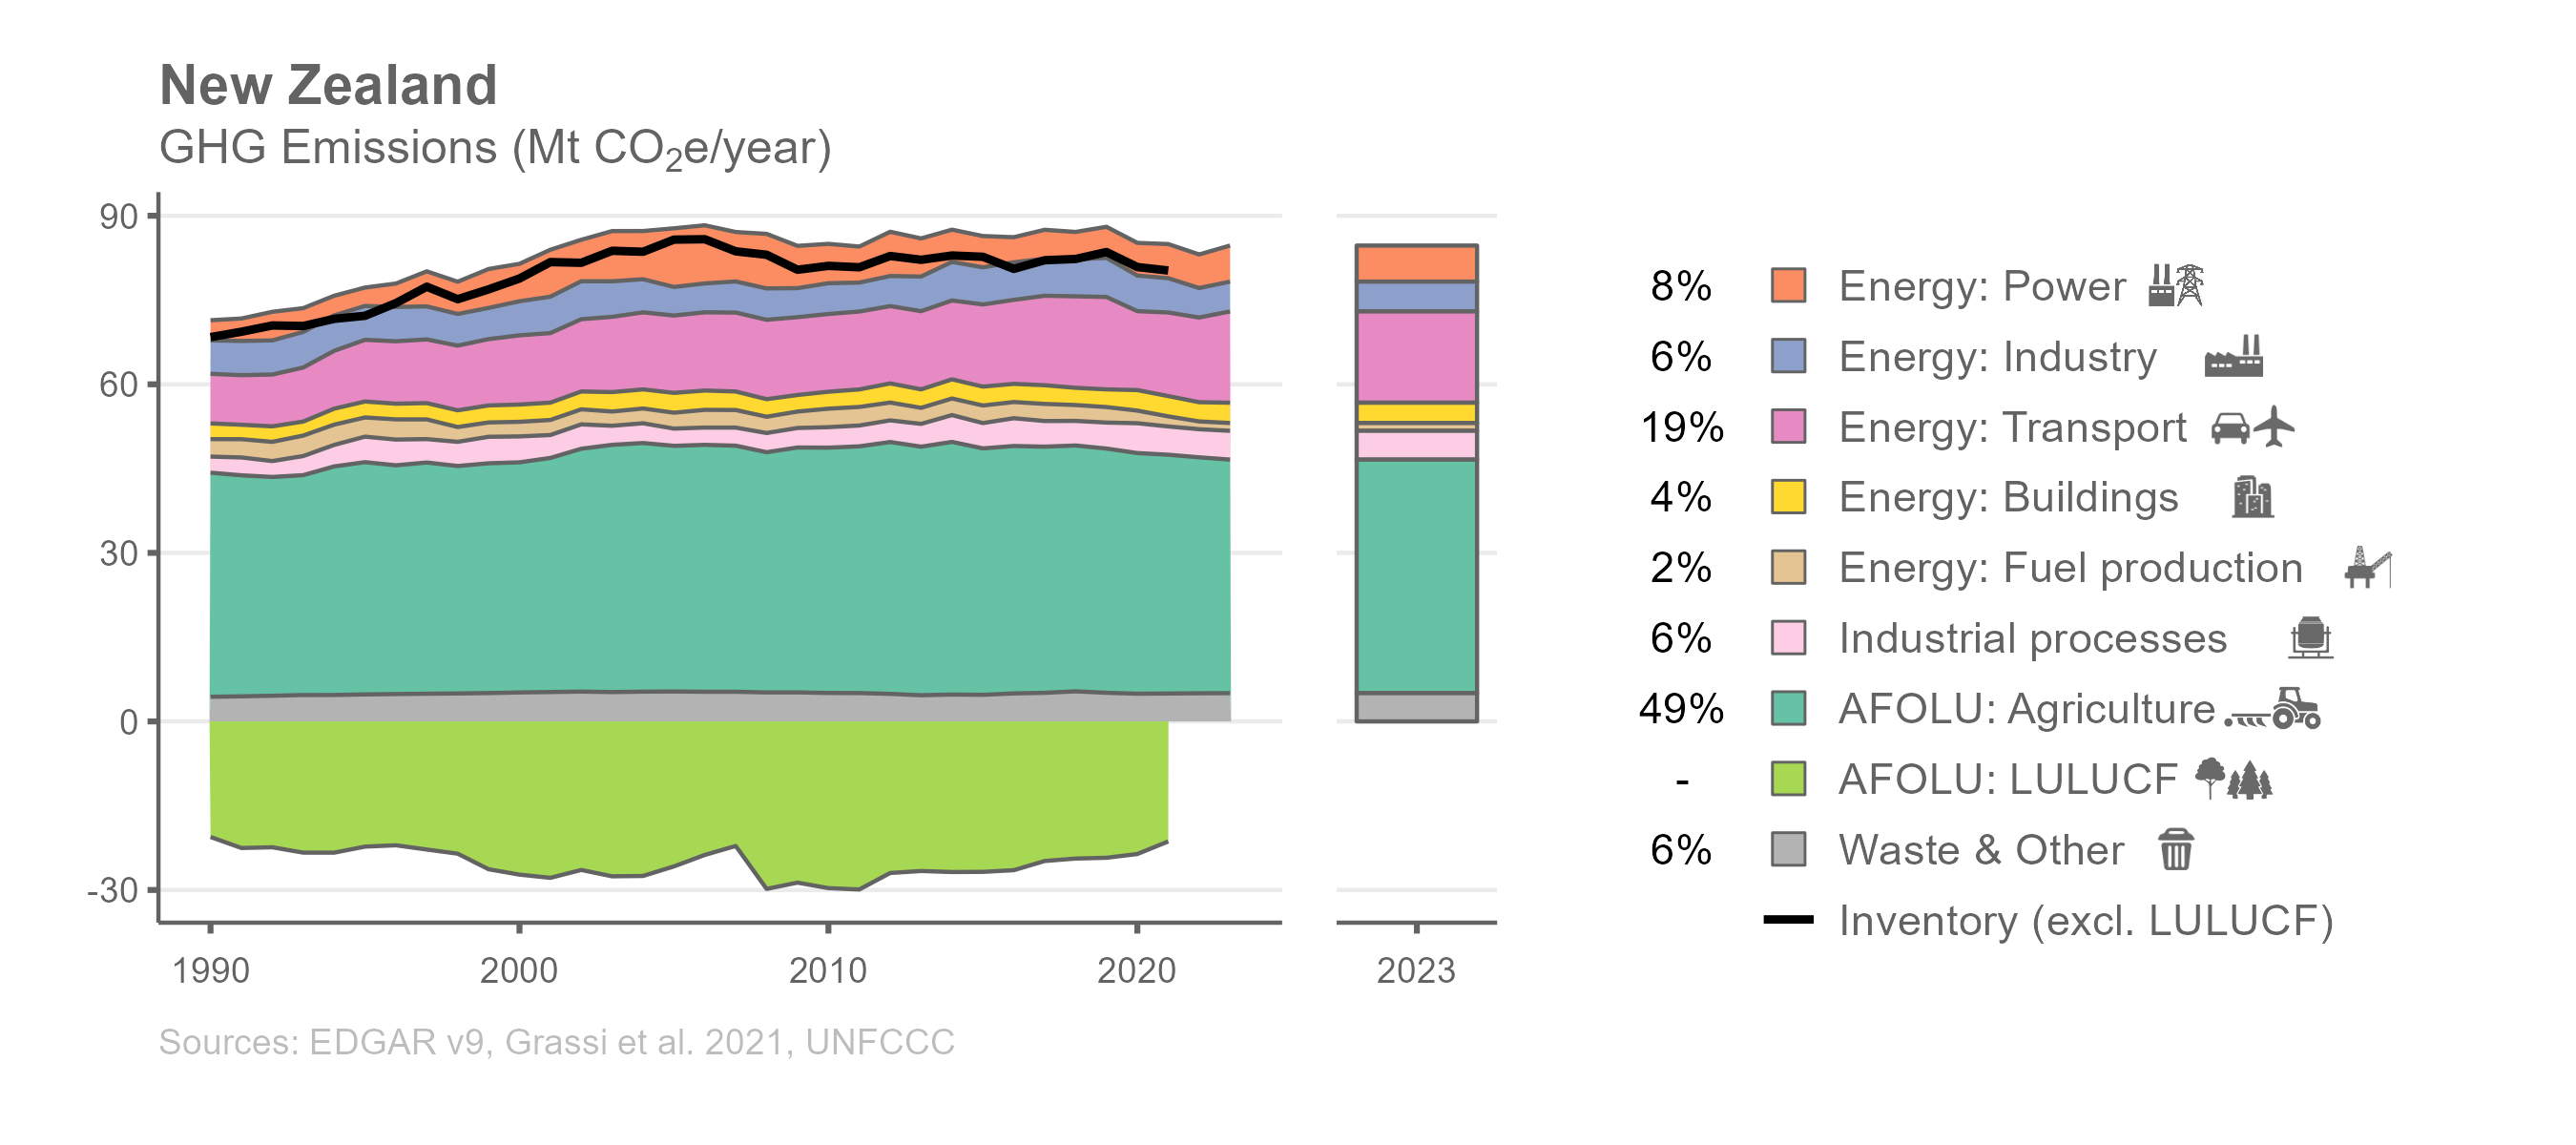 New Zealand
GHG Emissions (Mt CO₂e/year)
90
60
30
0
-30
1990
2000
2010
2020
2023
8% Energy: Power
6% Energy: Industry
19% Energy: Transport
4% Energy: Buildings
2% Energy: Fuel production
6% Industrial processes
49% AFOLU: Agriculture
- AFOLU: LULUCF
6% Waste & Other
Inventory (excl. LULUCF)
Sources: EDGAR v9, Grassi et al. 2021, UNFCCC